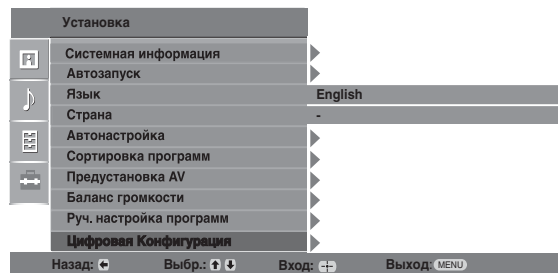 Установка
Системная информация
Автозапуск
Язык English
Страна -
Автонастройка
Сортировка программ
Предустановка AV
Баланс громкости
Руч. настройка программ
Цифровая Конфигурация
Назад: Выбр.: Вход: Выход: MENU